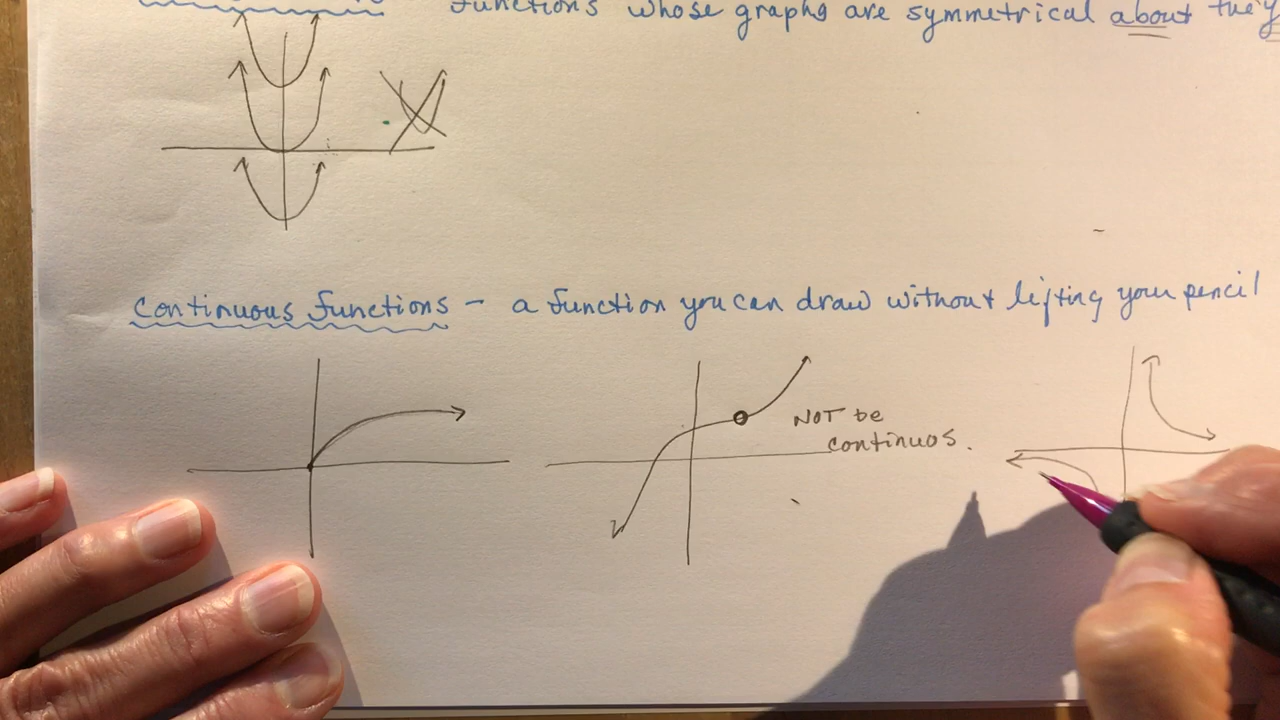 functions whose graphs are symmetrical about the y
Continuous functions - a function you can draw without lifting your pencil
NOT be
continuos.